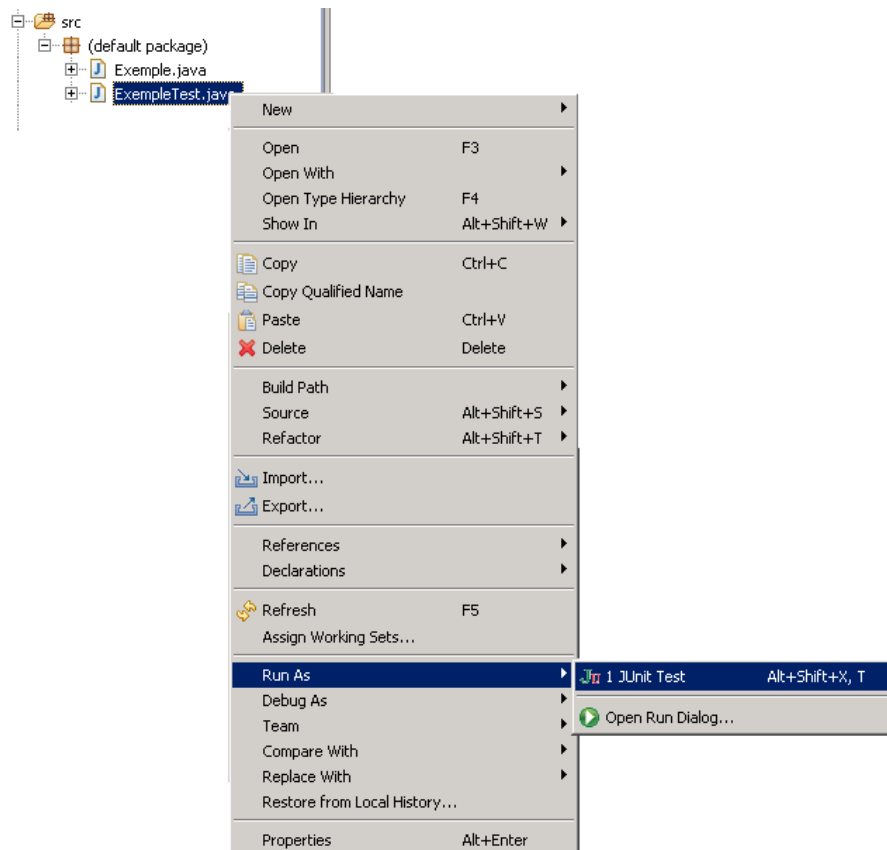 src
(default package)
Exemple.java
ExempleTest.java
New
Open F3
Open With
Open Type Hierarchy F4
Show In Alt+Shift+W
Copy Ctrl+C
Copy Qualified Name
Paste Ctrl+V
Delete Delete
Build Path
Source Alt+Shift+S
Refactor Alt+Shift+T
Import...
Export...
References
Declarations
Refresh F5
Assign Working Sets...
Run As
1 JUnit Test Alt+Shift+X, T
Debug As
Open Run Dialog...
Team
Compare With
Replace With
Restore from Local History...
Properties Alt+Enter